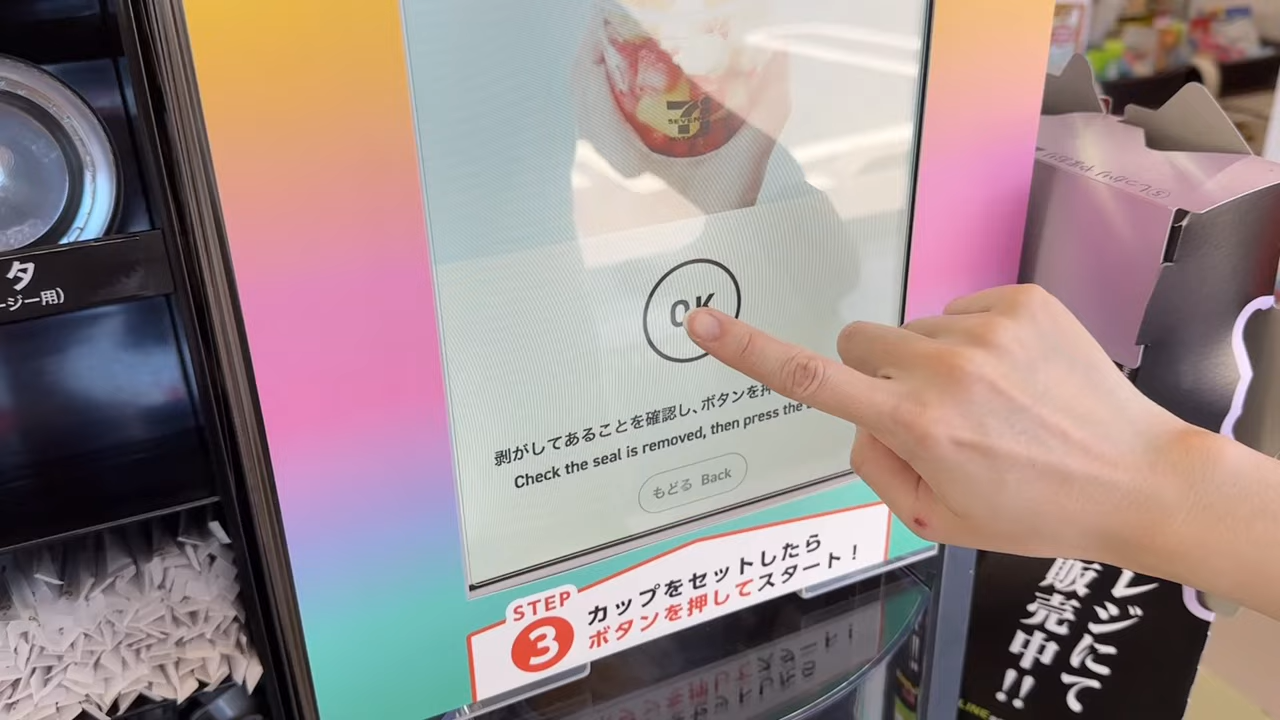 タ
ージー用)
7
SEVEN
OK
剥がしてあることを確認し、ボタンを押
Check the seal is removed, then press the
もどる Back
STEP
3
カップをセットしたら
ボタンを押してスタート!
レジにて
販売中!!
LINE